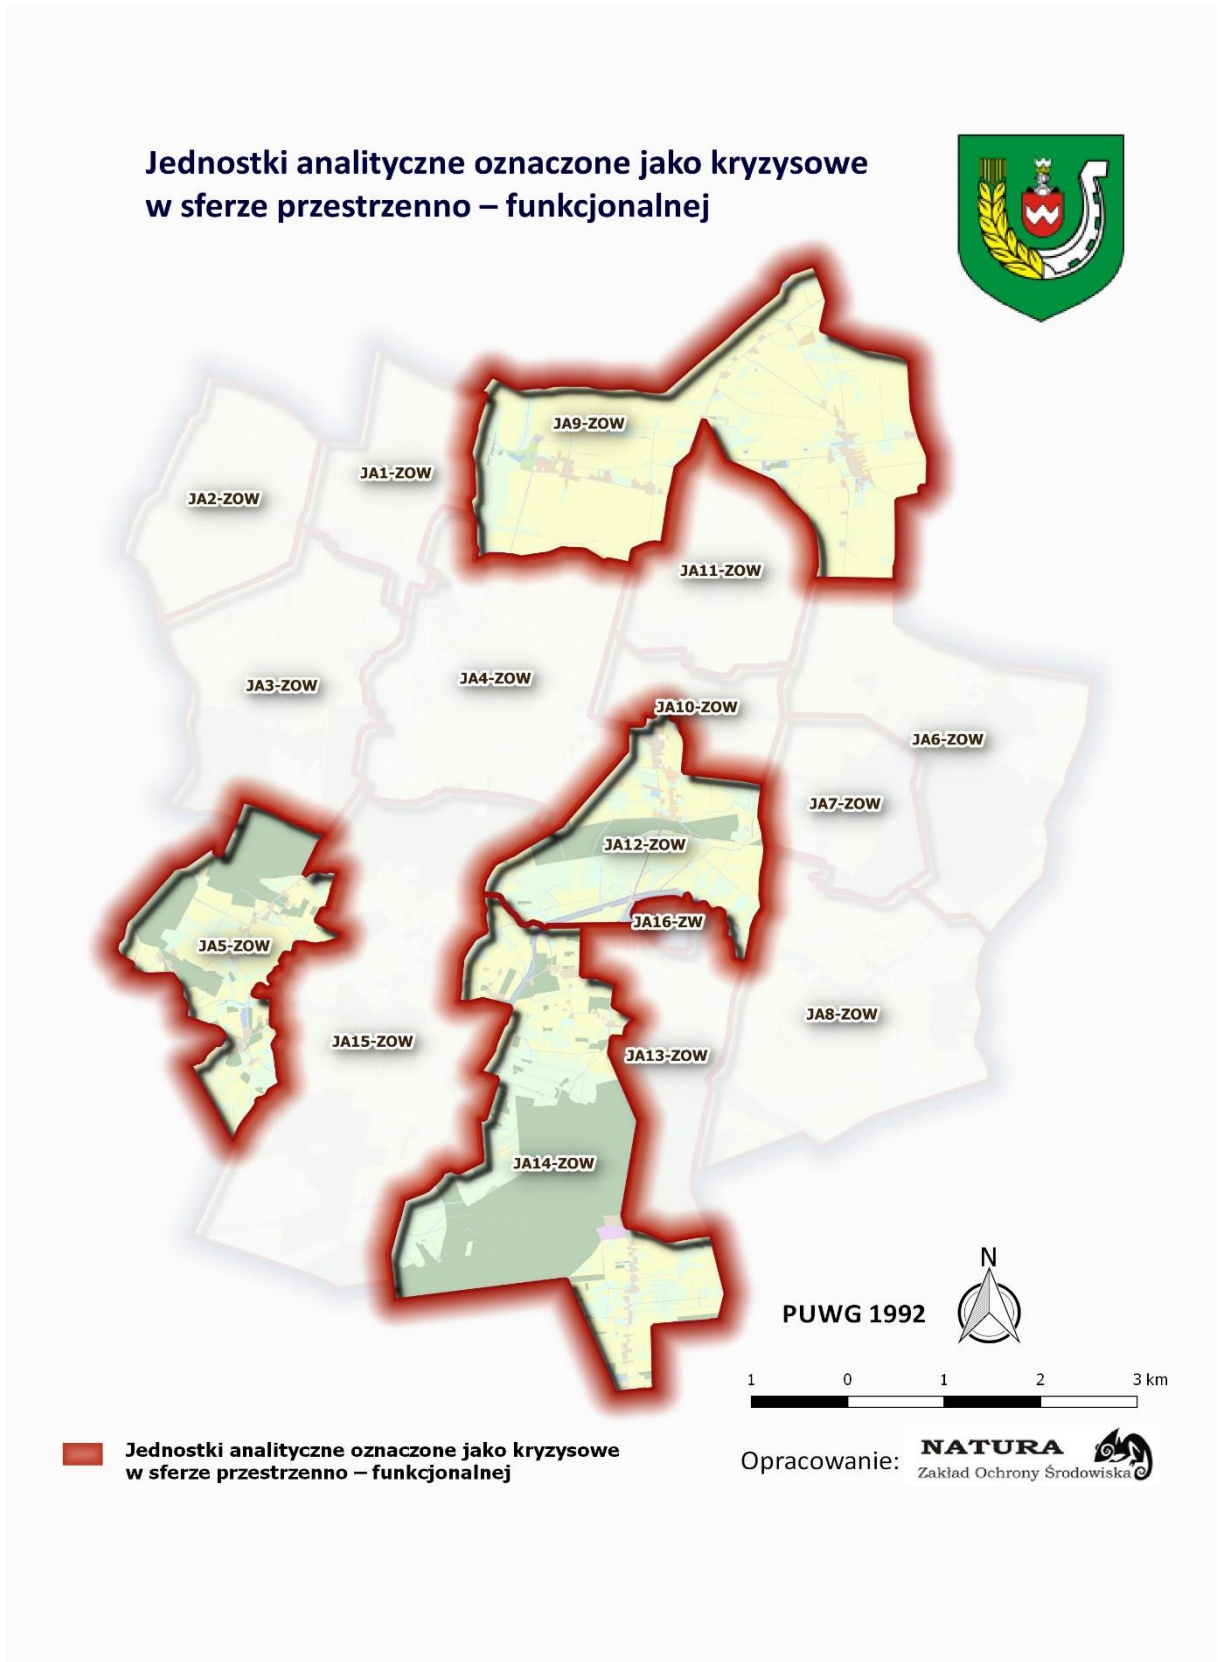 Jednostki analityczne oznaczone jako kryzysowe
w sferze przestrzenno – funkcjonalnej
JA9-ZOW
JA1-ZOW
JA2-ZOW
JA11-ZOW
JA4-ZOW
JA3-ZOW
JA10-ZOW
JA6-ZOW
JA7-ZOW
JA12-ZOW
JA16-ZW
JA5-ZOW
JA8-ZOW
JA15-ZOW
JA13-ZOW
JA14-ZOW
N
PUWG 1992
1 0 1 2 3 km
Jednostki analityczne oznaczone jako kryzysowe
w sferze przestrzenno – funkcjonalnej
Opracowanie:
NATURA
Zakład Ochrony Środowiska